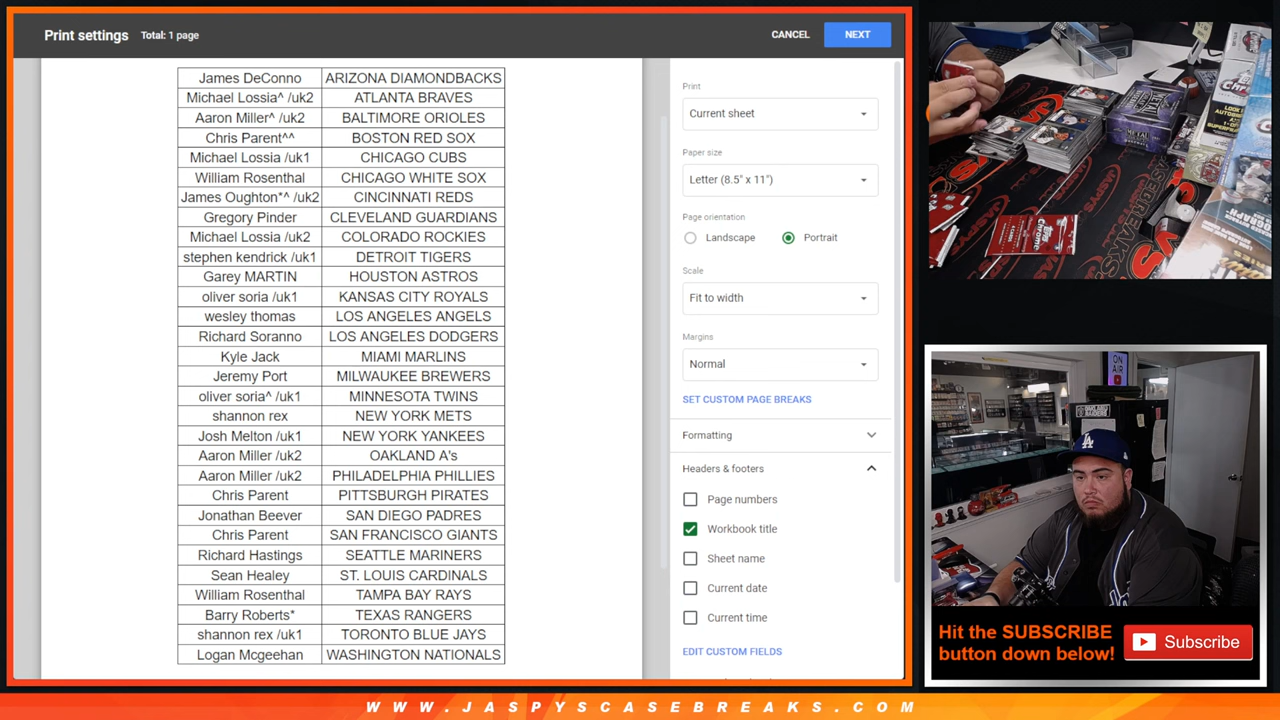 Print settings Total: 1 page CANCEL NEXT
James DeConno ARIZONA DIAMONDBACKS
Michael Lossia^ /uk2 ATLANTA BRAVES
Aaron Miller^ /uk2 BALTIMORE ORIOLES
Chris Parent^^ BOSTON RED SOX
Michael Lossia /uk1 CHICAGO CUBS
William Rosenthal CHICAGO WHITE SOX
James Oughton*^ /uk2 CINCINNATI REDS
Gregory Pinder CLEVELAND GUARDIANS
Michael Lossia /uk2 COLORADO ROCKIES
stephen kendrick /uk1 DETROIT TIGERS
Garey MARTIN HOUSTON ASTROS
oliver soria /uk1 KANSAS CITY ROYALS
wesley thomas LOS ANGELES ANGELS
Richard Soranno LOS ANGELES DODGERS
Kyle Jack MIAMI MARLINS
Jeremy Port MILWAUKEE BREWERS
oliver soria^ /uk1 MINNESOTA TWINS
shannon rex NEW YORK METS
Josh Melton /uk1 NEW YORK YANKEES
Aaron Miller /uk2 OAKLAND A's
Aaron Miller /uk2 PHILADELPHIA PHILLIES
Chris Parent PITTSBURGH PIRATES
Jonathan Beever SAN DIEGO PADRES
Chris Parent SAN FRANCISCO GIANTS
Richard Hastings SEATTLE MARINERS
Sean Healey ST. LOUIS CARDINALS
William Rosenthal TAMPA BAY RAYS
Barry Roberts* TEXAS RANGERS
shannon rex /uk1 TORONTO BLUE JAYS
Logan Mcgeehan WASHINGTON NATIONALS
Print
Current sheet
Paper size
Letter (8.5" x 11")
Page orientation
Landscape Portrait
Scale
Fit to width
Margins
Normal
SET CUSTOM PAGE BREAKS
Formatting
Headers & footers
Page numbers
Workbook title
Sheet name
Current date
Current time
EDIT CUSTOM FIELDS
ON
AIR
Hit the SUBSCRIBE
button down below!
Subscribe
WWW.JASPYSCASEBREAKS.COM